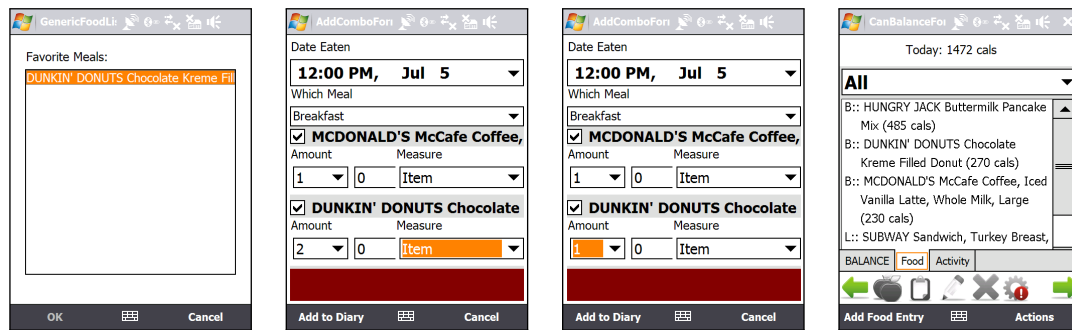 GenericFoodLi
Favorite Meals:
DUNKIN' DONUTS Chocolate Kreme Fil
OK
Cancel
AddComboFor
Date Eaten
12:00 PM, Jul 5
Which Meal
Breakfast
MCDONALD'S McCafe Coffee,
Amount Measure
1 0 Item
DUNKIN' DONUTS Chocolate
Amount Measure
2 0 Item
Add to Diary
Cancel
AddComboFor
Date Eaten
12:00 PM, Jul 5
Which Meal
Breakfast
MCDONALD'S McCafe Coffee,
Amount Measure
1 0 Item
DUNKIN' DONUTS Chocolate
Amount Measure
1 0 Item
Add to Diary
Cancel
CanBalanceFo
Today: 1472 cals
All
B:: HUNGRY JACK Buttermilk Pancake
Mix (485 cals)
B:: DUNKIN' DONUTS Chocolate
Kreme Filled Donut (270 cals)
B:: MCDONALD'S McCafe Coffee, Iced
Vanilla Latte, Whole Milk, Large
(230 cals)
L:: SUBWAY Sandwich, Turkey Breast,
BALANCE Food Activity
Add Food Entry
Actions